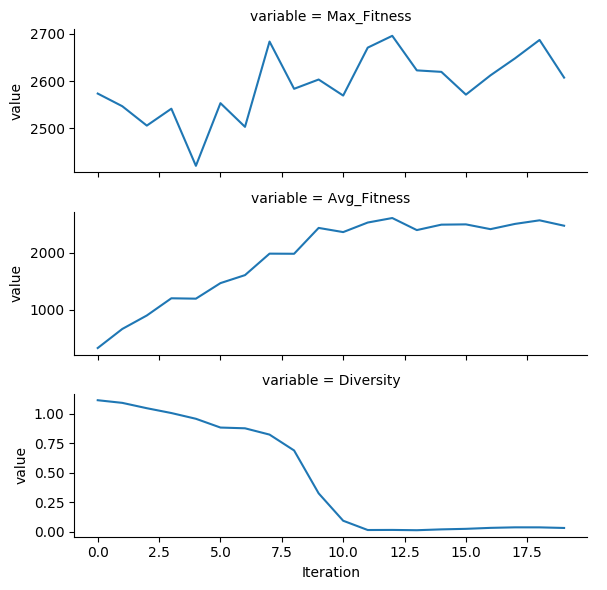 variable = Max_Fitness
2700
2600
2500
value
variable = Avg_Fitness
2000
1000
value
variable = Diversity
1.00
0.75
0.50
0.25
0.00
value
0.0 2.5 5.0 7.5 10.0 12.5 15.0 17.5
Iteration